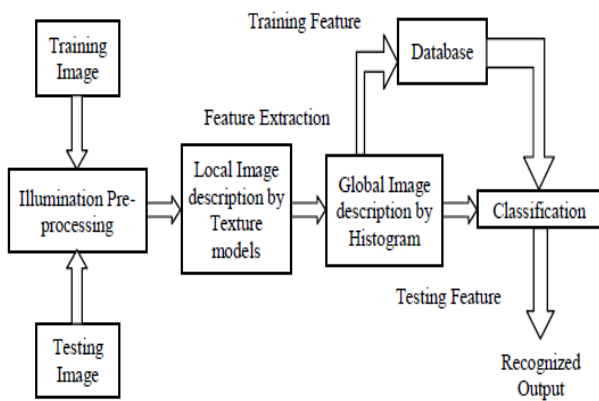 Training
Image
Illumination Pre-
processing
Testing
Image
Feature Extraction
Local Image
description by
Texture
models
Training Feature
Global Image
description by
Histogram
Database
Classification
Testing Feature
Recognized
Output